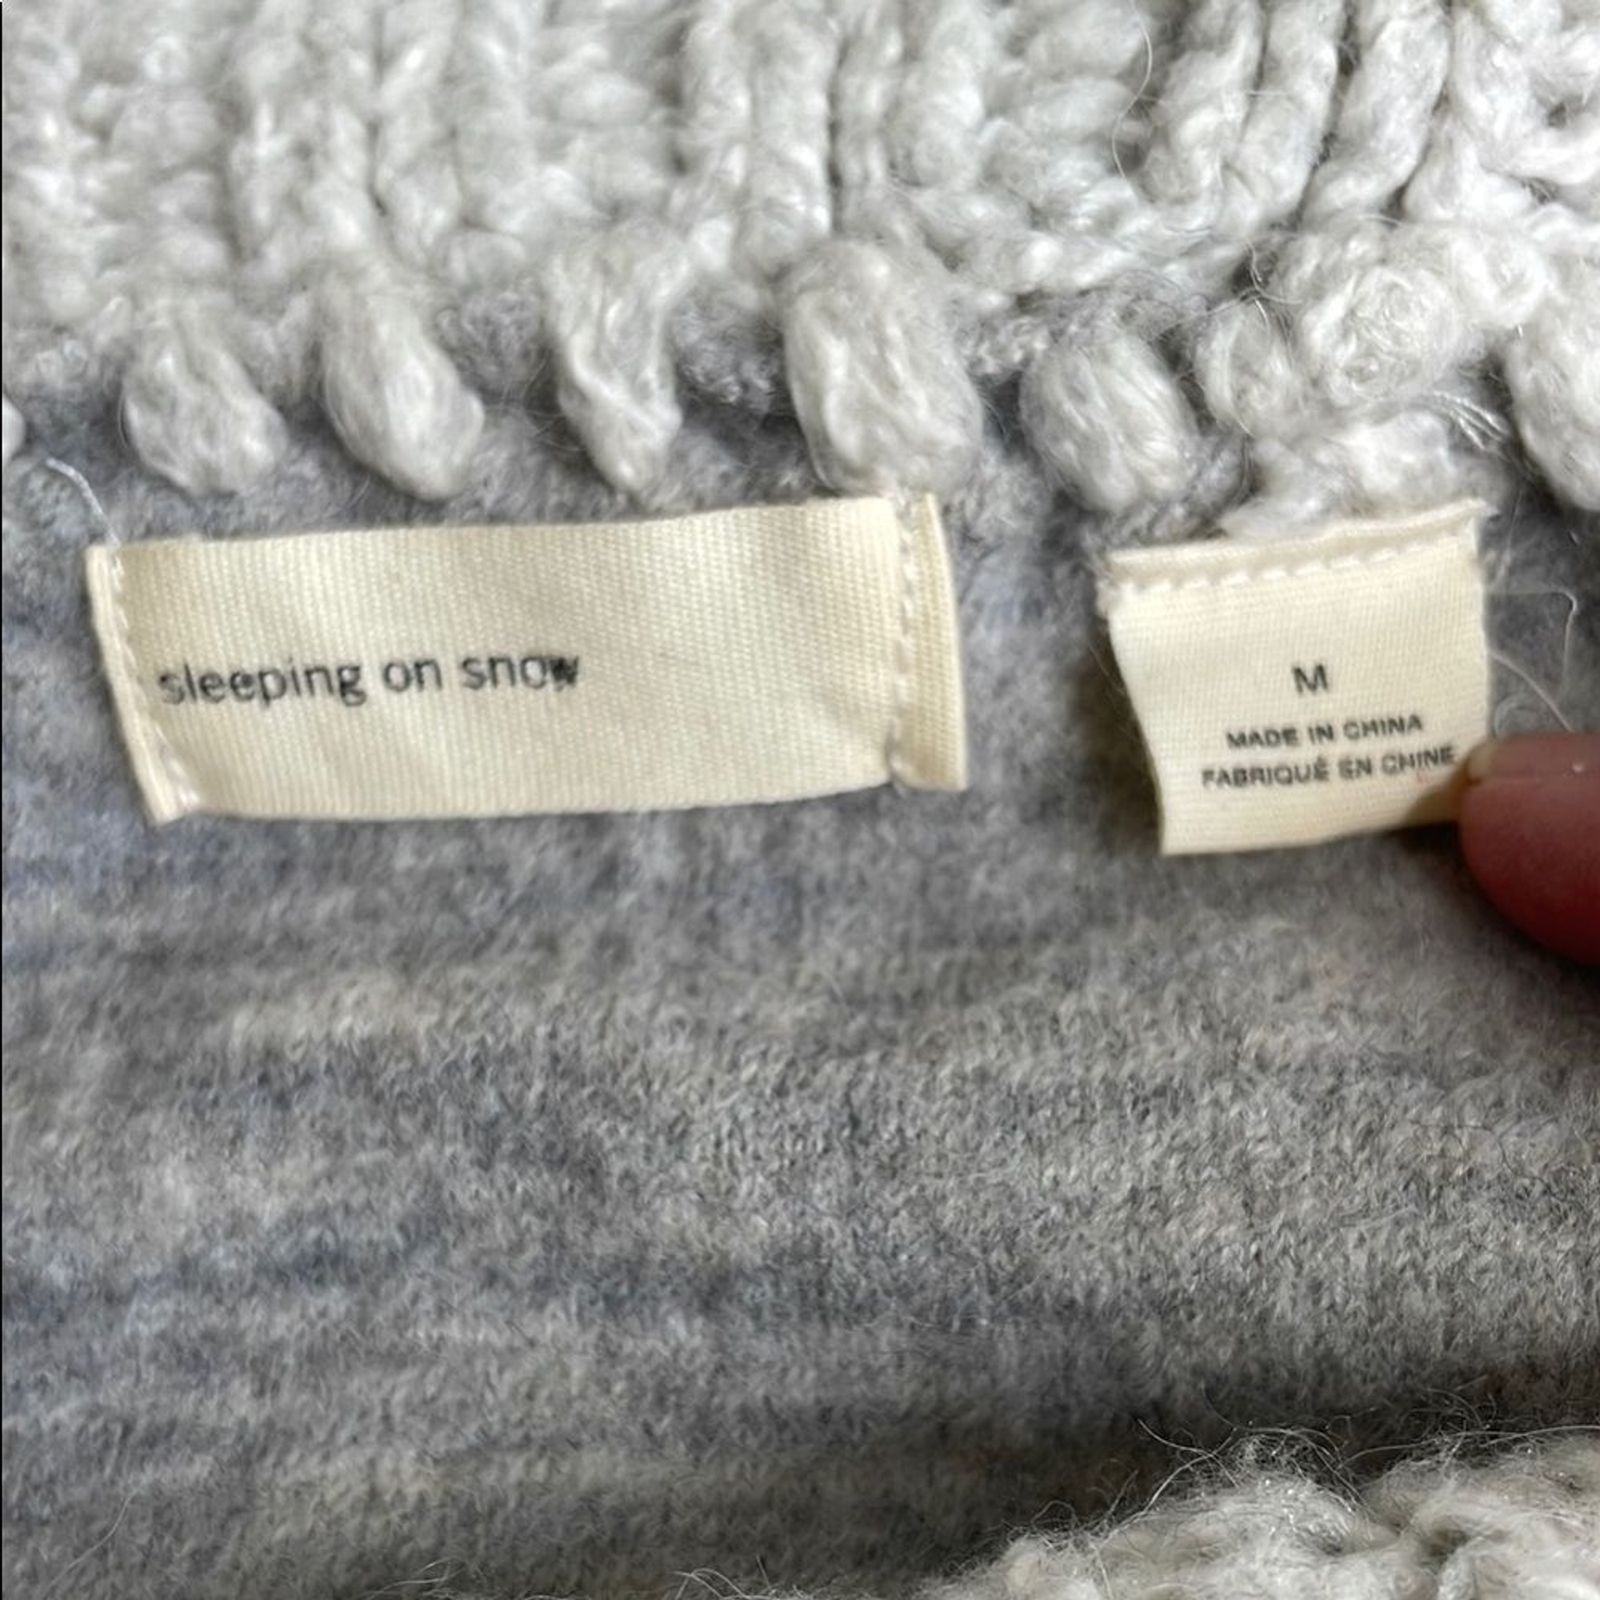 sleeping on snow
M
MADE IN CHINA
FABRIQUÉ EN CHINE